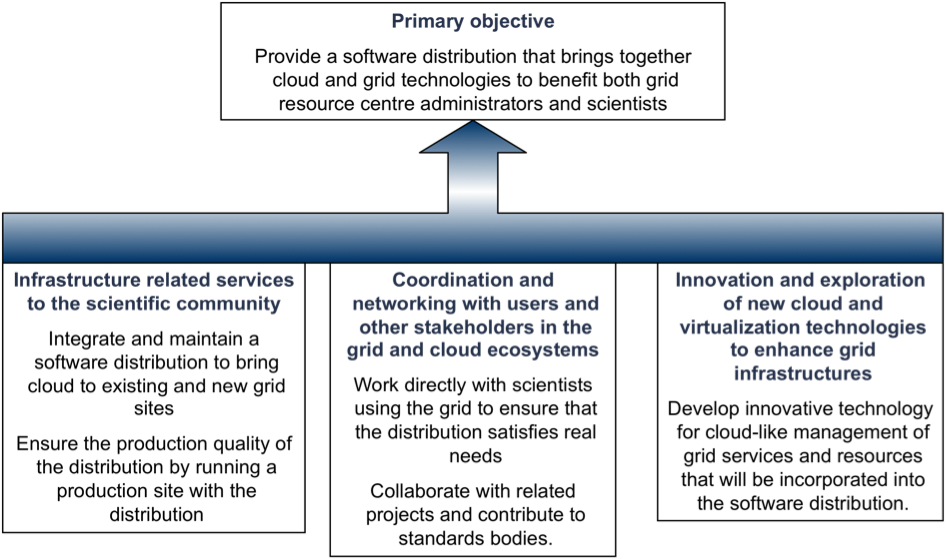 Primary objective
Provide a software distribution that brings together
cloud and grid technologies to benefit both grid
resource centre administrators and scientists
Infrastructure related services
to the scientific community
Integrate and maintain a
software distribution to bring
cloud to existing and new grid
sites
Ensure the production quality of
the distribution by running a
production site with the
distribution
Coordination and
networking with users and
other stakeholders in the
grid and cloud ecosystems
Work directly with scientists
using the grid to ensure that
the distribution satisfies real
needs
Collaborate with related
projects and contribute to
standards bodies.
Innovation and exploration
of new cloud and
virtualization technologies
to enhance grid
infrastructures
Develop innovative technology
for cloud-like management of
grid services and resources
that will be incorporated into
the software distribution.